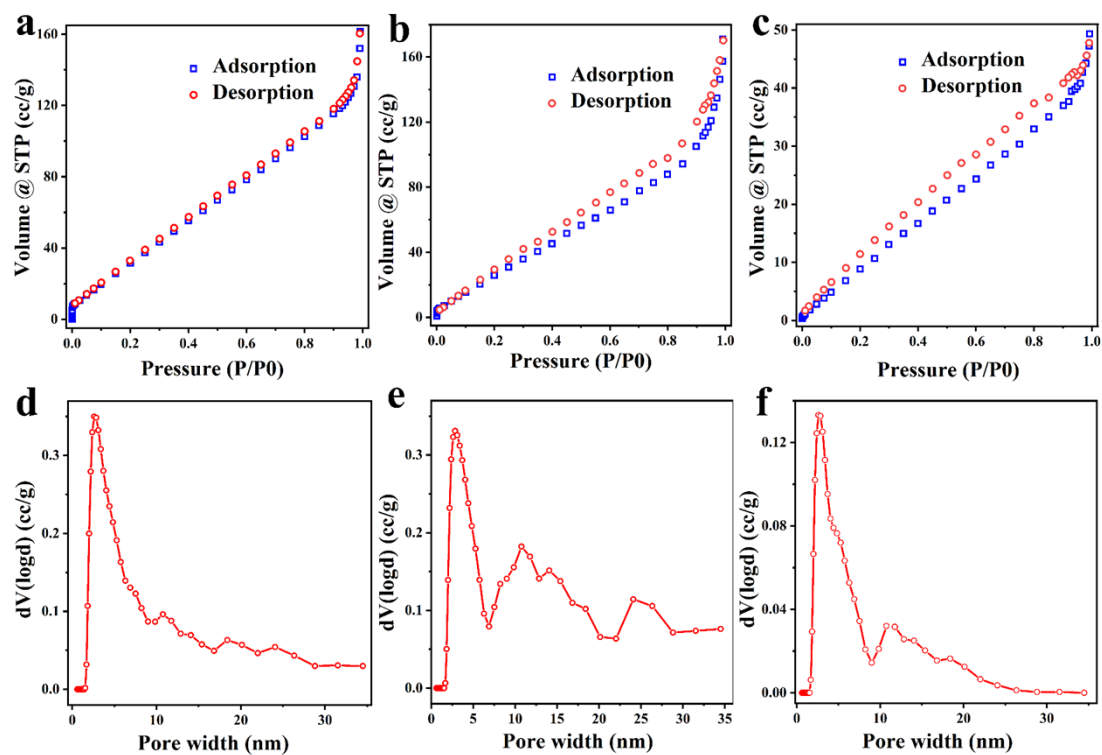 a
160
120
80
40
0
Volume @ STP (cc/g)
Adsorption
Desorption
0.0 0.2 0.4 0.6 0.8 1.0
Pressure (P/P0)
b
160
120
80
40
0
Volume @ STP (cc/g)
Adsorption
Desorption
0.0 0.2 0.4 0.6 0.8 1.0
Pressure (P/P0)
c
50
40
30
20
10
0
Volume @ STP (cc/g)
Adsorption
Desorption
0.0 0.2 0.4 0.6 0.8 1.0
Pressure (P/P0)
d
0.3
0.2
0.1
0.0
dV(logd) (cc/g)
0 10 20 30
Pore width (nm)
e
0.3
0.2
0.1
0.0
dV(logd) (cc/g)
0 5 10 15 20 25 30 35
Pore width (nm)
f
0.12
0.08
0.04
0.00
dV(logd) (cc/g)
0 10 20 30
Pore width (nm)